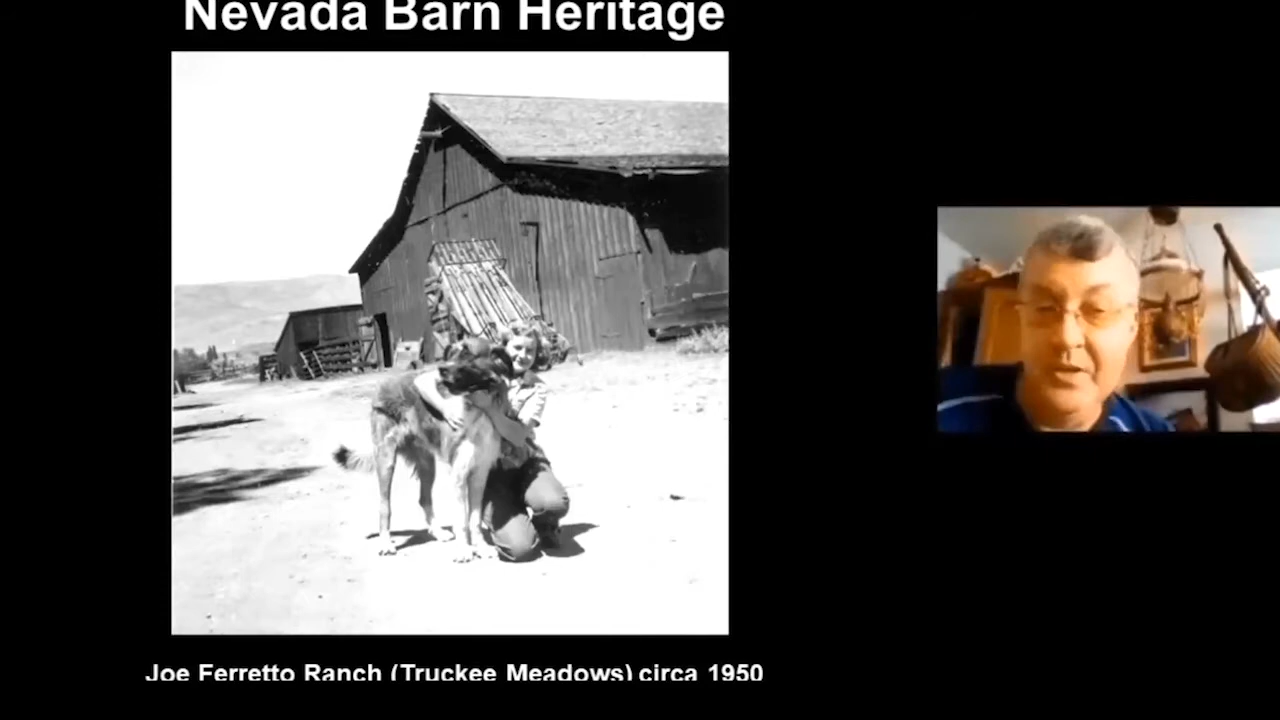 Nevada Barn Heritage
Joe Ferretto Ranch (Truckee Meadows) circa 1950